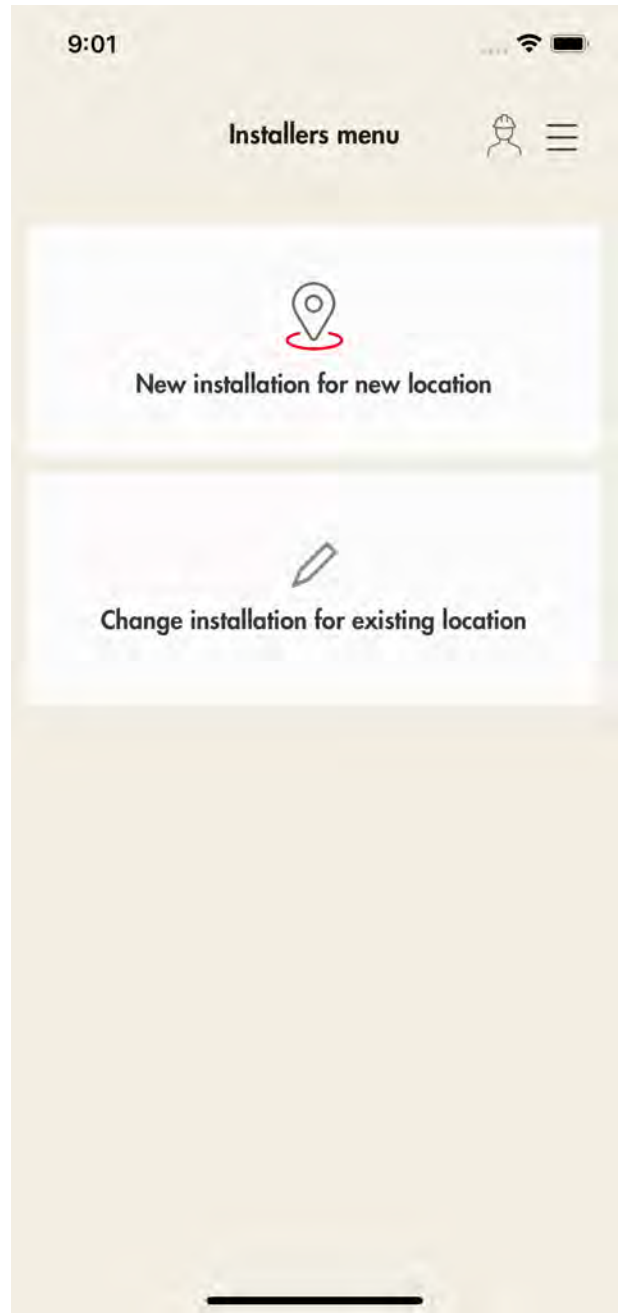 9:01
Installers menu
New installation for new location
Change installation for existing location